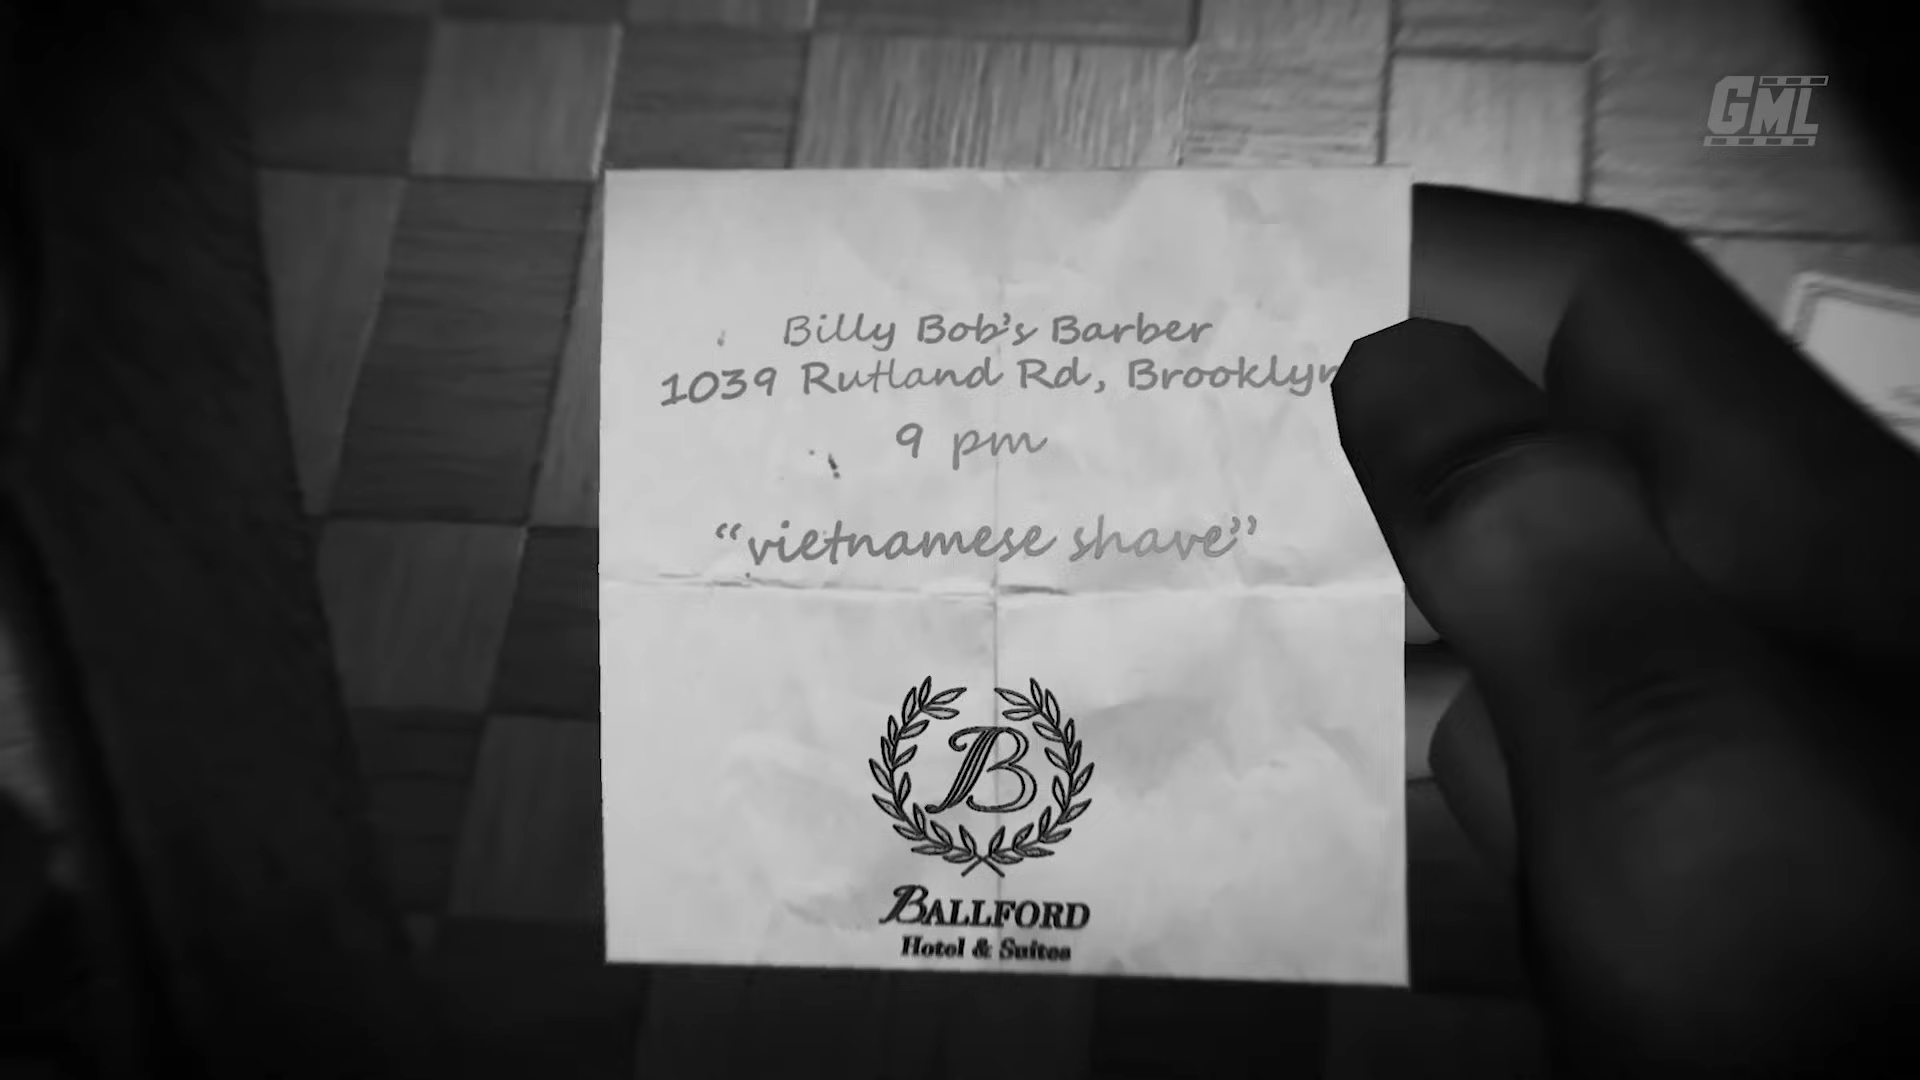 GML
Billy Bob's Barber
1039 Rutland Rd, Brooklyn
9 pm
“vietnamese shave”
B
BALLFORD
Hotel & Suites